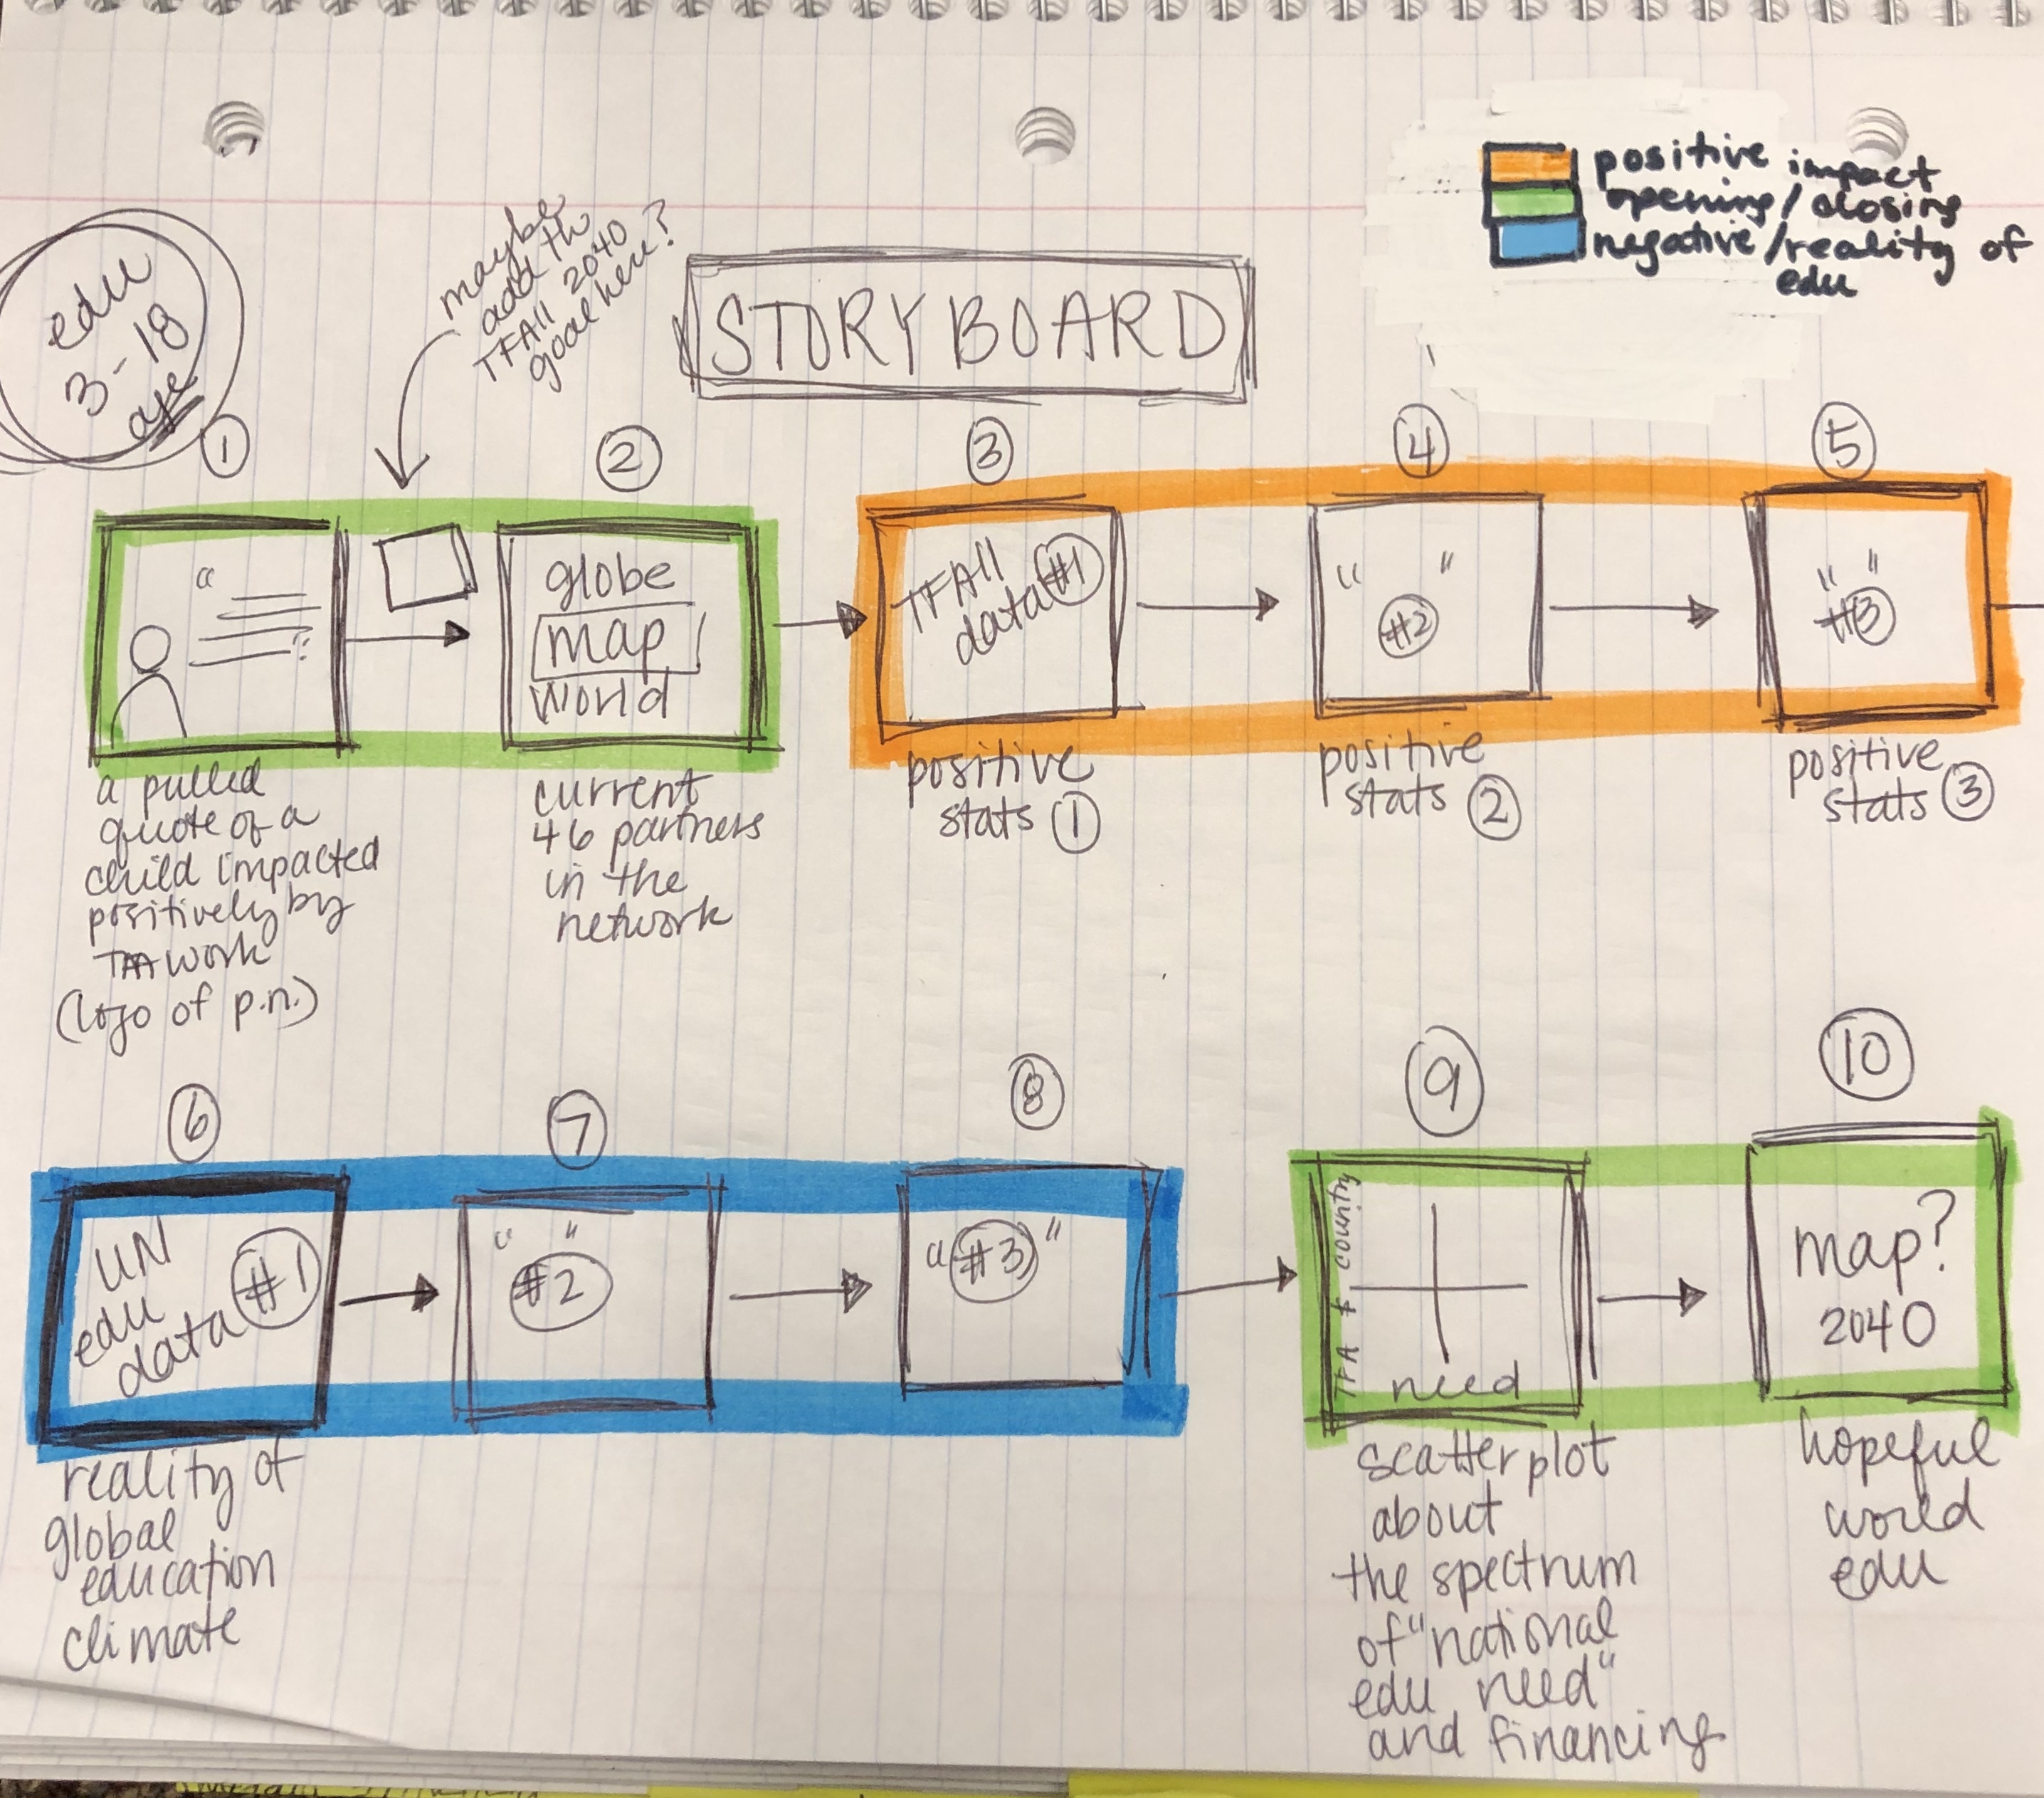 positive impact
opening/closing
negative/reality of
edu
edu
3-18
age
maybe
add the
TFAll 2040
goal here?
STORYBOARD
1
2
3
4
5
"
globe
map
world
TFAll
data #1
" "
#2
" "
#3
a pulled
quote of a
child impacted
positively by
TFA work
(logo of p.n.)
current
46 partners
in the
network
positive
stats 1
positive
stats 2
positive
stats 3
6
7
8
9
10
UN
edu
data #1
" "
#2
"#3"
TFA $ country
need
map?
2040
reality of
global
education
climate
scatterplot
about
the spectrum
of "national
edu need"
and financing
hopeful
world
edu